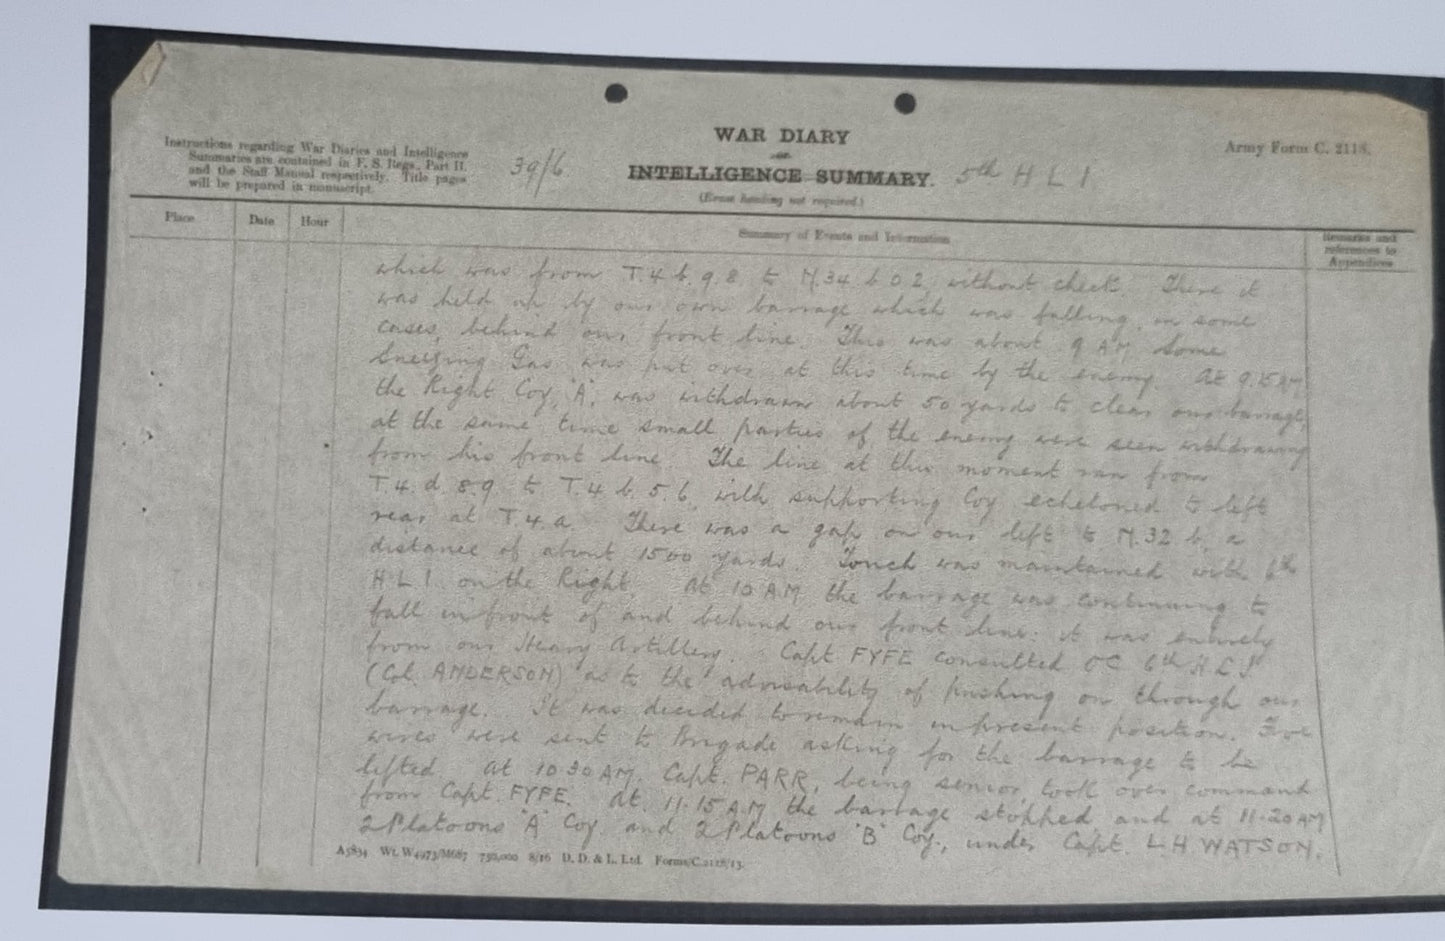 Instructions regarding War Diaries and Intelligence
Summaries are contained in F. S. Regs., Part II.
and the Staff Manual respectively. Title pages
will be prepared in manuscript.
39/6
WAR DIARY
or
INTELLIGENCE SUMMARY.
(Erase heading not required.)
5th H L I
Army Form C. 2118.
Place
Date
Hour
Summary of Events and Information
Remarks and
references to
Appendices
which was from T.4.b.9.8 to M.34.b.0.2. without check. There it
was held up by our own barrage which was falling, in some
cases, behind our front line. This was about 9 AM. Some
Sneezing Gas was put over at this time by the enemy. At 9.15 AM
the Right Coy, 'A', was withdrawn about 50 yards to clear our barrage,
at the same time small parties of the enemy were seen withdrawing
from his front line. The line at this moment ran from
T.4.d.8.9. to T.4.b.5.6. with supporting Coy echeloned to left
rear at T.4.a. There was a gap on our left to M.32.b, a
distance of about 1500 yards. Touch was maintained with 6th
H L I. on the Right. At 10 AM the barrage was continuing to
fall in front of and behind our front line: it was entirely
from our Heavy Artillery. Capt FYFE consulted OC 6th H.L.I.
(Col. ANDERSON) as to the advisability of pushing on through our
barrage. It was decided to remain in present position. Five
wires were sent to Brigade asking for the barrage to be
lifted. At 10.30 AM. Capt. PARR, being senior, took over command
from Capt. FYFE. At 11.15 AM the barrage stopped and at 11.20 AM
2 Platoons 'A' Coy. and 2 Platoons 'B' Coy., under Capt. L.H WATSON,
A5834 Wt. W4973/M687 750,000 8/16 D. D. & L. Ltd. Forms/C.2118/13.